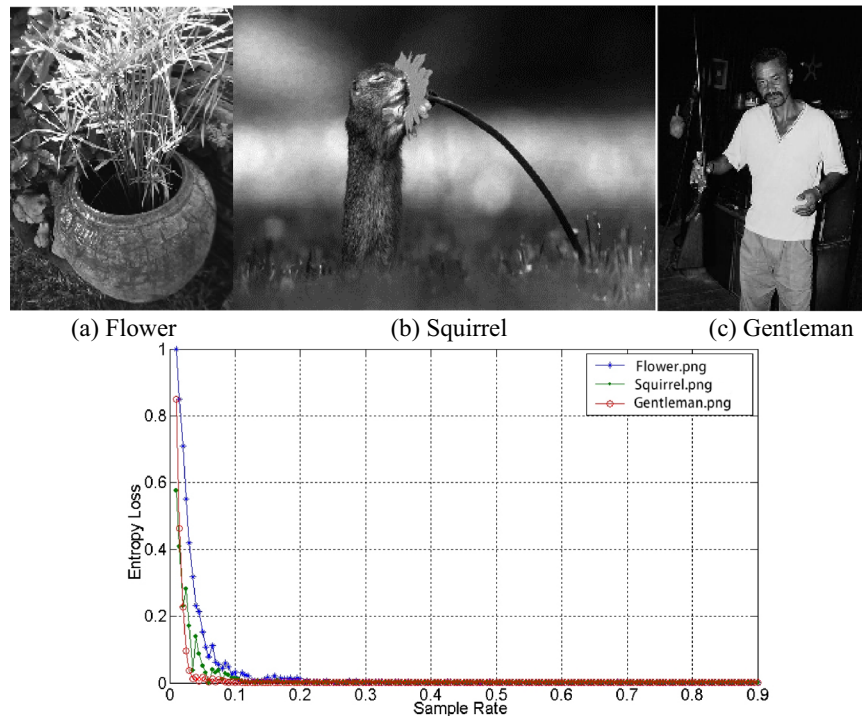 (a) Flower (b) Squirrel (c) Gentleman
1
0.8
0.6
0.4
0.2
0
Entropy Loss
Flower.png
Squirrel.png
Gentleman.png
0 0.1 0.2 0.3 0.4 0.5 0.6 0.7 0.8 0.9
Sample Rate